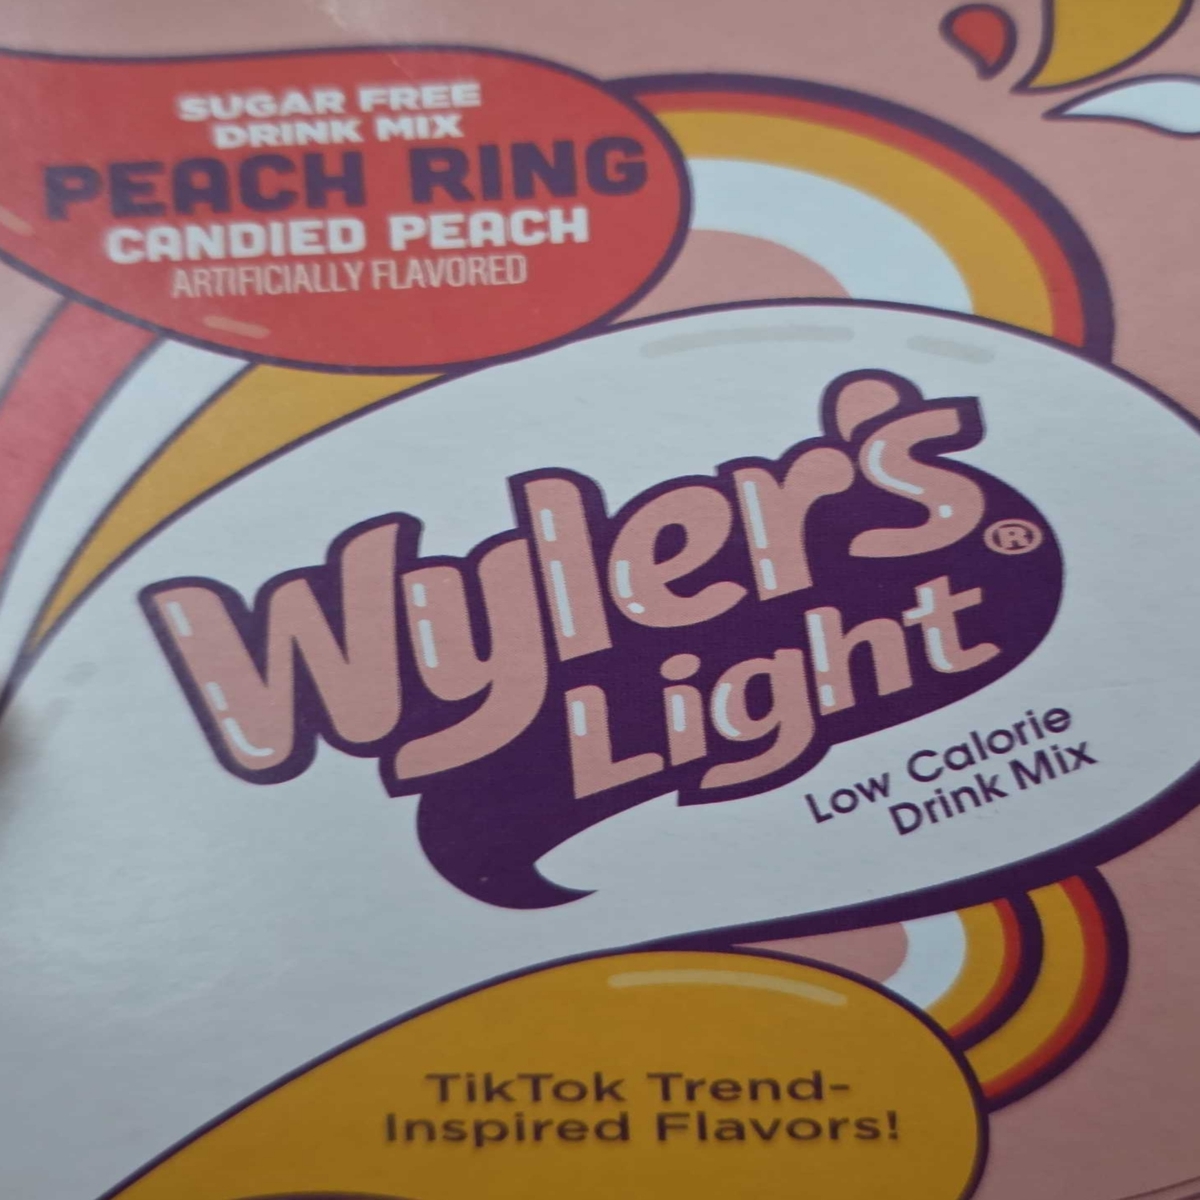 SUGAR FREE
DRINK MIX
PEACH RING
CANDIED PEACH
ARTIFICIALLY FLAVORED
Wyler's®
Light
Low Calorie
Drink Mix
TikTok Trend-
Inspired Flavors!